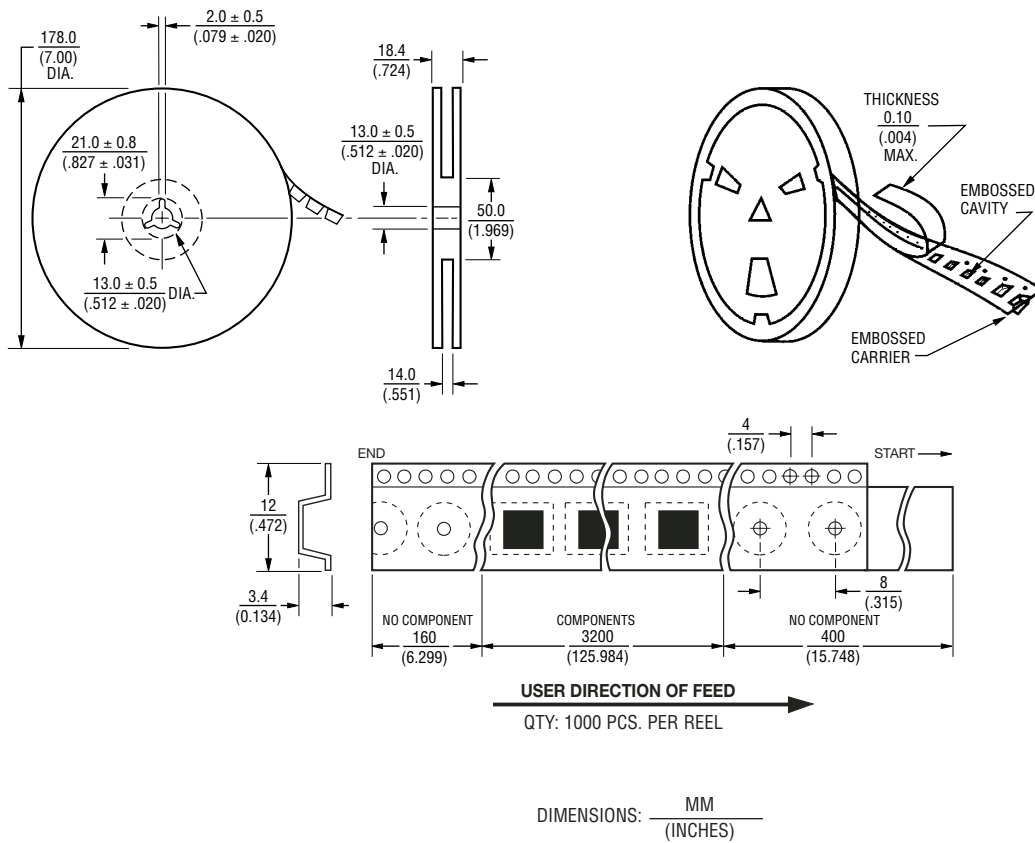 2.0 ± 0.5
(.079 ± .020)
178.0
(7.00)
DIA.
21.0 ± 0.8
(.827 ± .031)
13.0 ± 0.5
(.512 ± .020)
DIA.
18.4
(.724)
13.0 ± 0.5
(.512 ± .020)
DIA.
50.0
(1.969)
14.0
(.551)
THICKNESS
0.10
(.004)
MAX.
EMBOSSED
CAVITY
EMBOSSED
CARRIER
END
4
(.157)
START
12
(.472)
3.4
(0.134)
8
(.315)
NO COMPONENT
160
(6.299)
COMPONENTS
3200
(125.984)
NO COMPONENT
400
(15.748)
USER DIRECTION OF FEED
QTY: 1000 PCS. PER REEL
DIMENSIONS: MM
(INCHES)